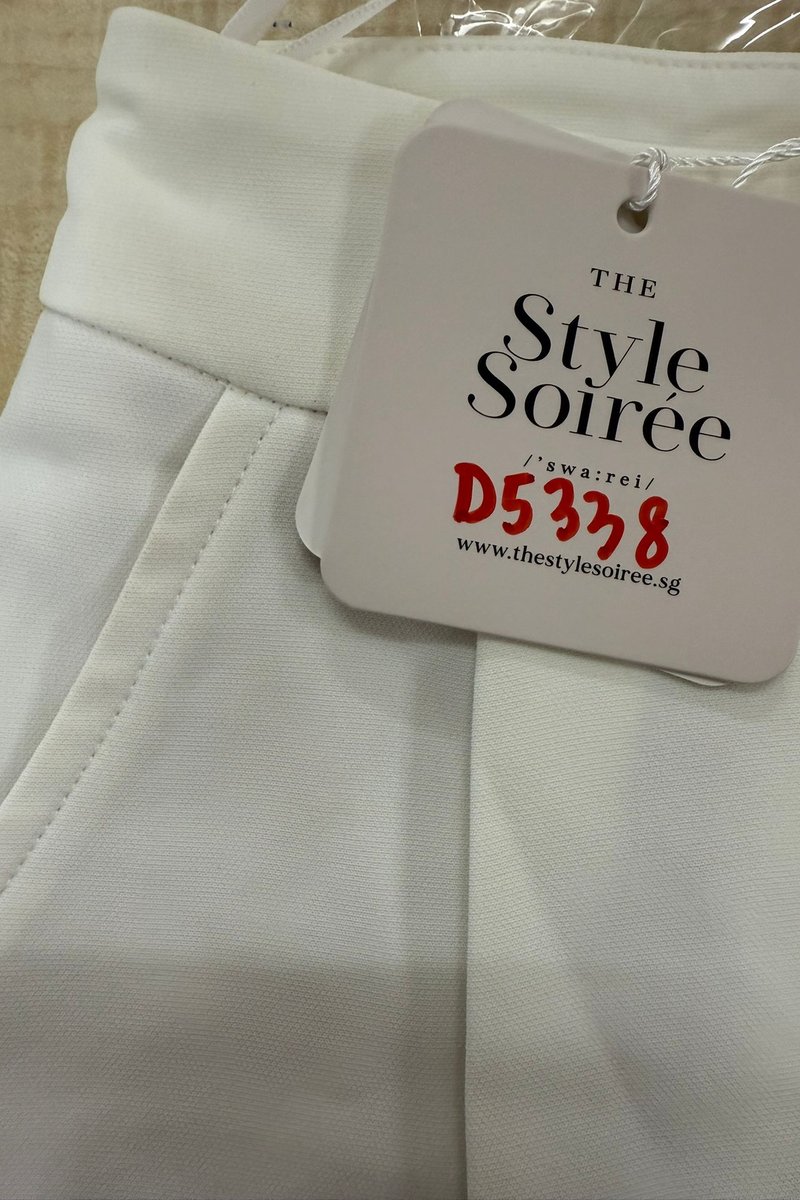 THE
Style
Soirée
/'swa:rei/
D5338
www.thestylesoiree.sg